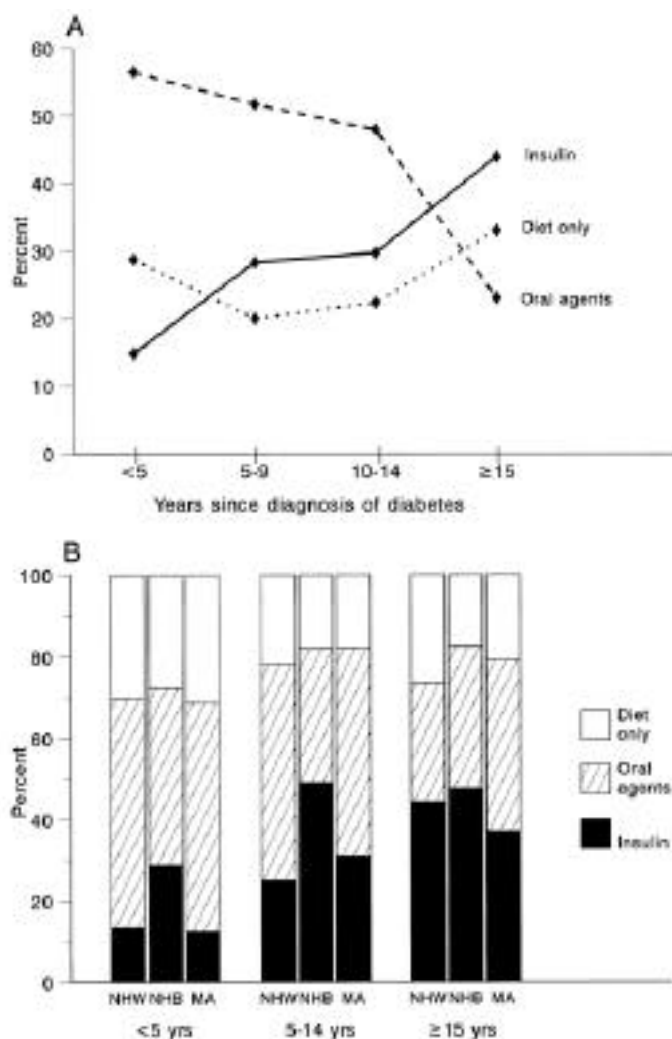 A
60
50
40
30
20
10
0
Percent
Insulin
Diet only
Oral agents
<5 5-9 10-14 ≥15
Years since diagnosis of diabetes
B
100
80
60
40
20
0
Percent
Diet
only
Oral
agents
Insulin
NHW NHB MA NHW NHB MA NHW NHB MA
<5 yrs 5-14 yrs ≥15 yrs